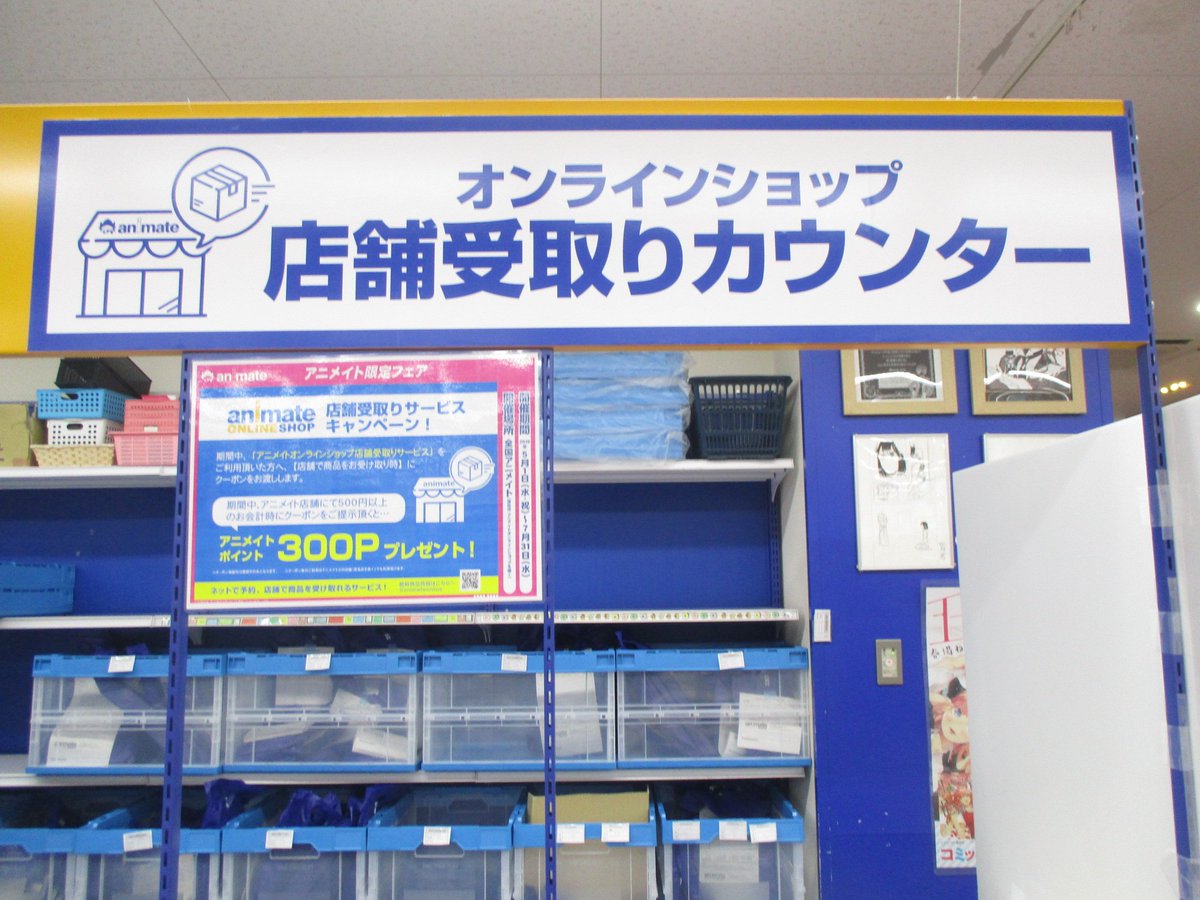 animate
オンラインショップ
店舗受取りカウンター
animate
アニメイト限定フェア
animate
ONLINE SHOP
店舗受取りサービス
キャンペーン！
期間中、「アニメイトオンラインショップ店舗受取りサービス」を
ご利用頂いた方へ、【店舗で商品をお受け取り時】に
クーポンをお渡しします。
animate
期間中、アニメイト店舗にて500円以上
のお会計時にクーポンをご提示頂くと…
アニメイト
ポイント
300Pプレゼント！
ネットで予約、店舗で商品を受け取れるサービス！
開催期間
5月1日(水・祝)～7月31日(水)
開催場所
全国アニメイト